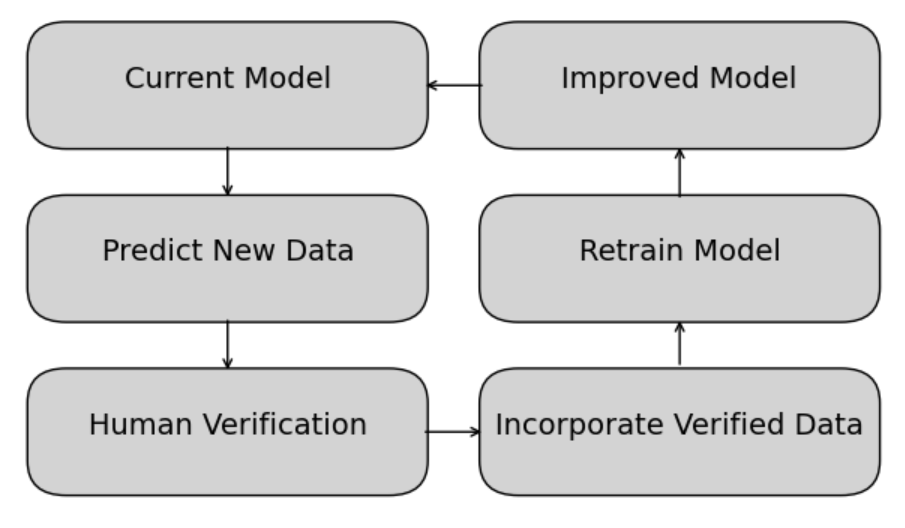 Current Model
Improved Model
Predict New Data
Retrain Model
Human Verification
Incorporate Verified Data